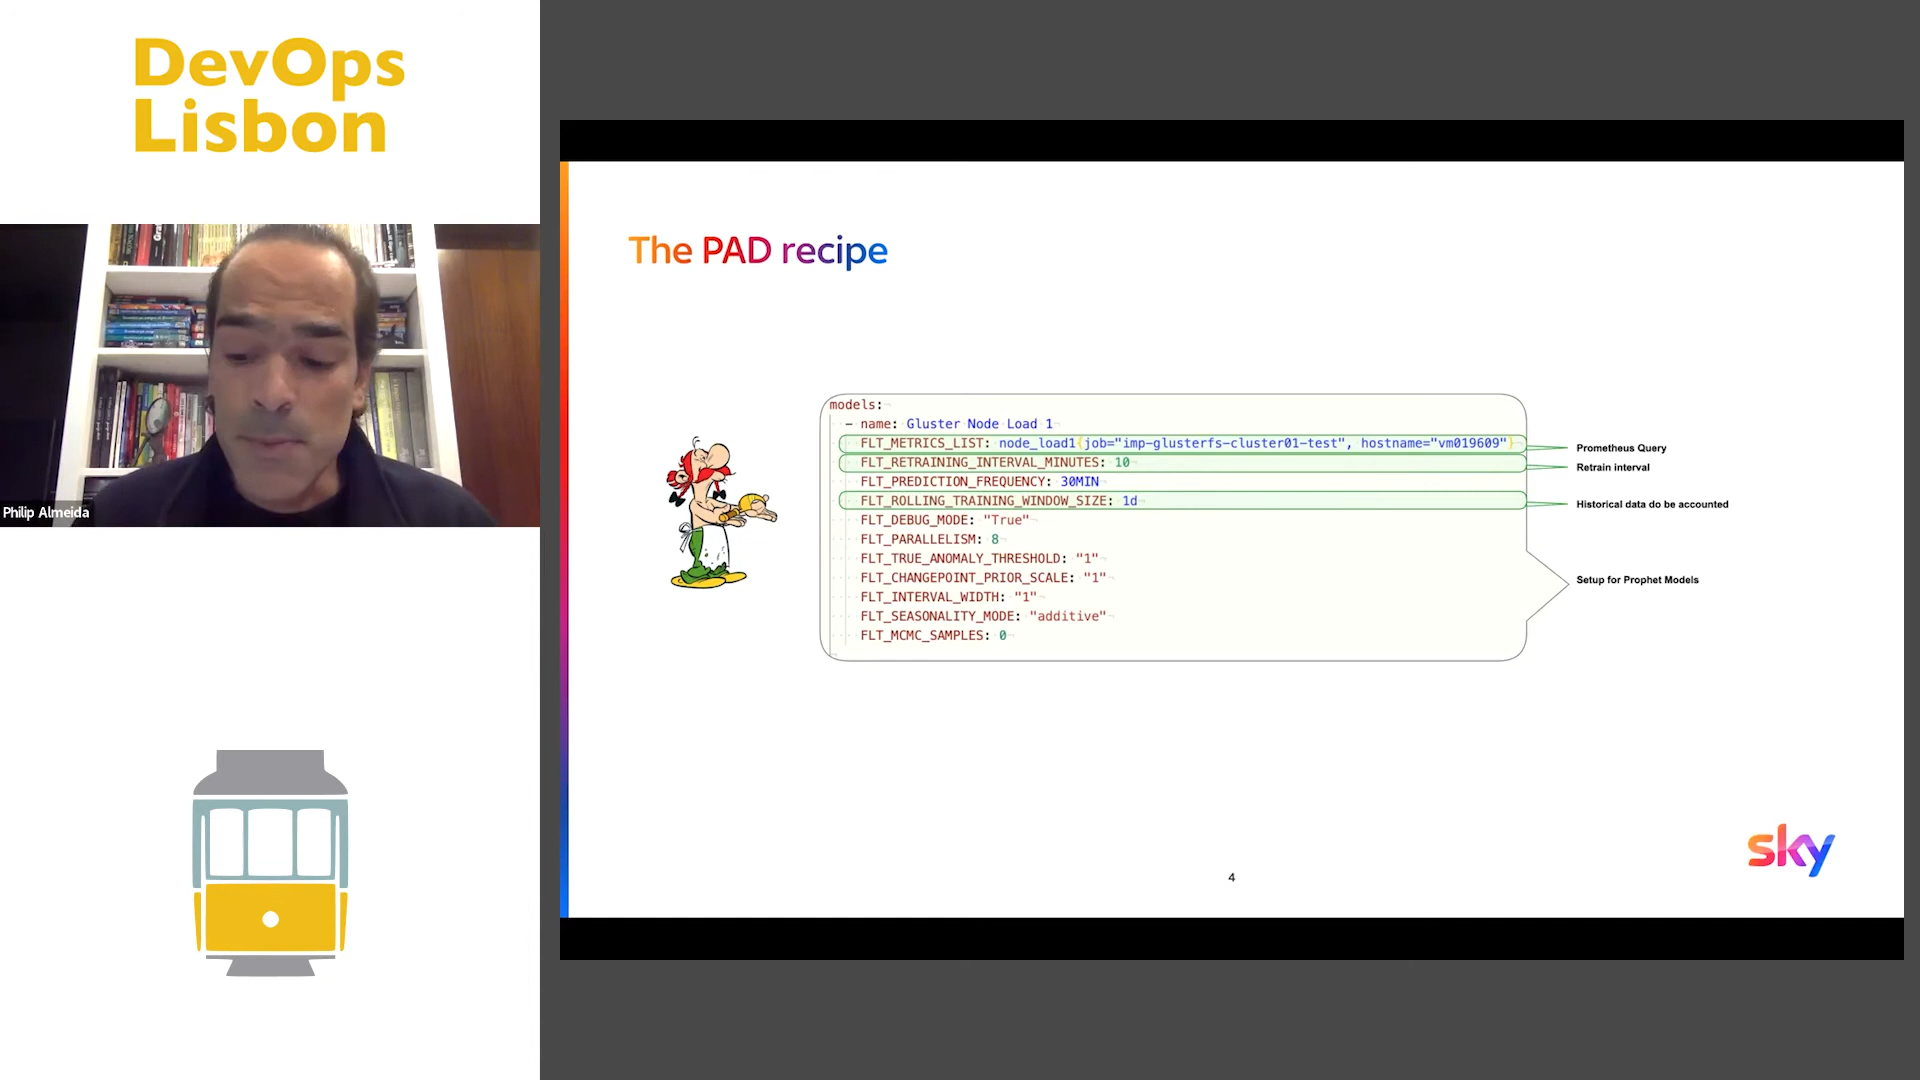 DevOps
Lisbon
Philip Almeida
The PAD recipe
models:
- name: Gluster Node Load 1
FLT_METRICS_LIST: node_load1{job="imp-glusterfs-cluster01-test", hostname="vm019609"}
FLT_RETRAINING_INTERVAL_MINUTES: 10
FLT_PREDICTION_FREQUENCY: 30MIN
FLT_ROLLING_TRAINING_WINDOW_SIZE: 1d
FLT_DEBUG_MODE: "True"
FLT_PARALLELISM: 8
FLT_TRUE_ANOMALY_THRESHOLD: "1"
FLT_CHANGEPOINT_PRIOR_SCALE: "1"
FLT_INTERVAL_WIDTH: "1"
FLT_SEASONALITY_MODE: "additive"
FLT_MCMC_SAMPLES: 0
Prometheus Query
Retrain interval
Historical data do be accounted
Setup for Prophet Models
sky
4